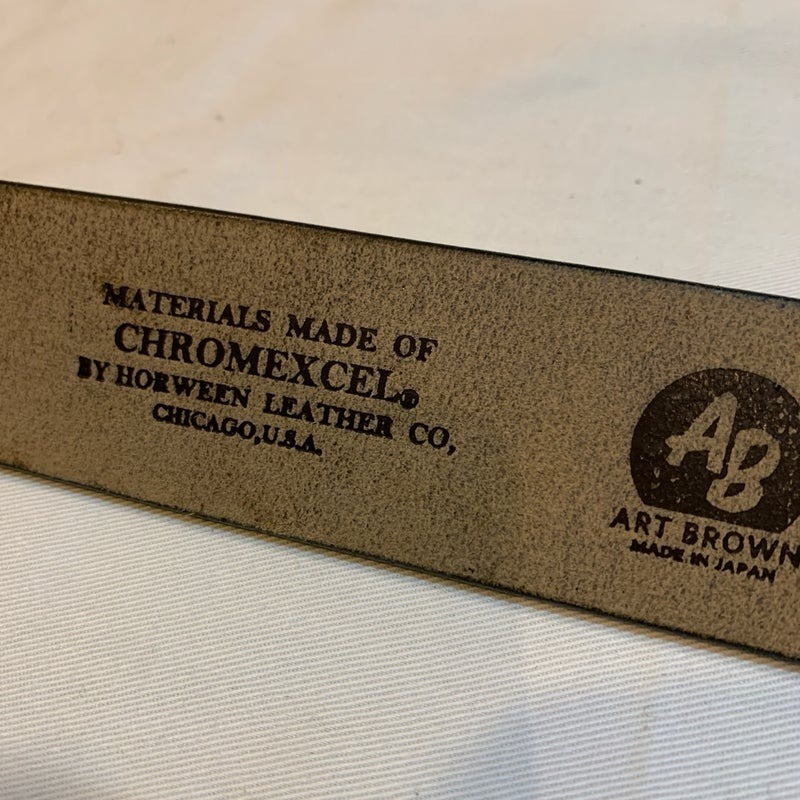 MATERIALS MADE OF
CHROMEXCEL®
BY HORWEEN LEATHER CO,
CHICAGO,U.S.A.
AB
ART BROWN
MADE IN JAPAN